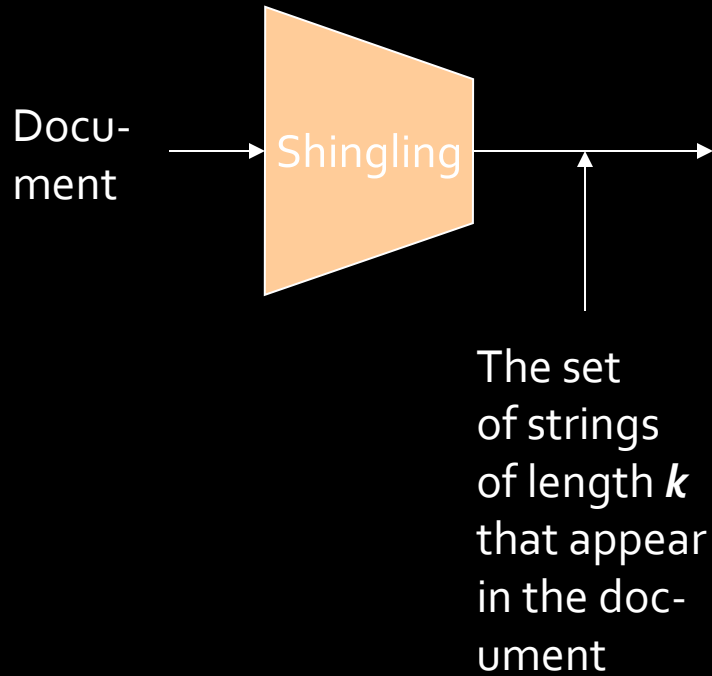 Docu-
ment
Shingling
The set
of strings
of length k
that appear
in the doc-
ument